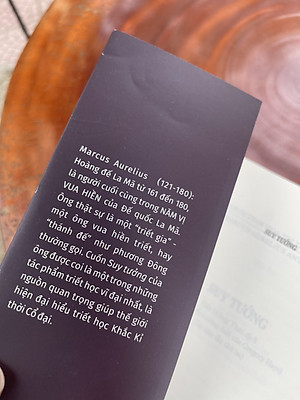 Marcus Aurelius (121-180):
Hoàng đế La Mã từ 161 đến 180,
là người cuối cùng trong NĂM VỊ
VUA HIỀN của Đế quốc La Mã.
Ông thật sự là một "triết gia" -
một ông vua hiền triết, hay
"thánh đế" như phương Đông
thường gọi. Cuốn Suy tưởng của
ông được coi là một trong những
tác phẩm triết học vĩ đại nhất, là
nguồn quan trọng giúp thế giới
hiện đại hiểu triết học Khắc Kỉ
thời Cổ đại.